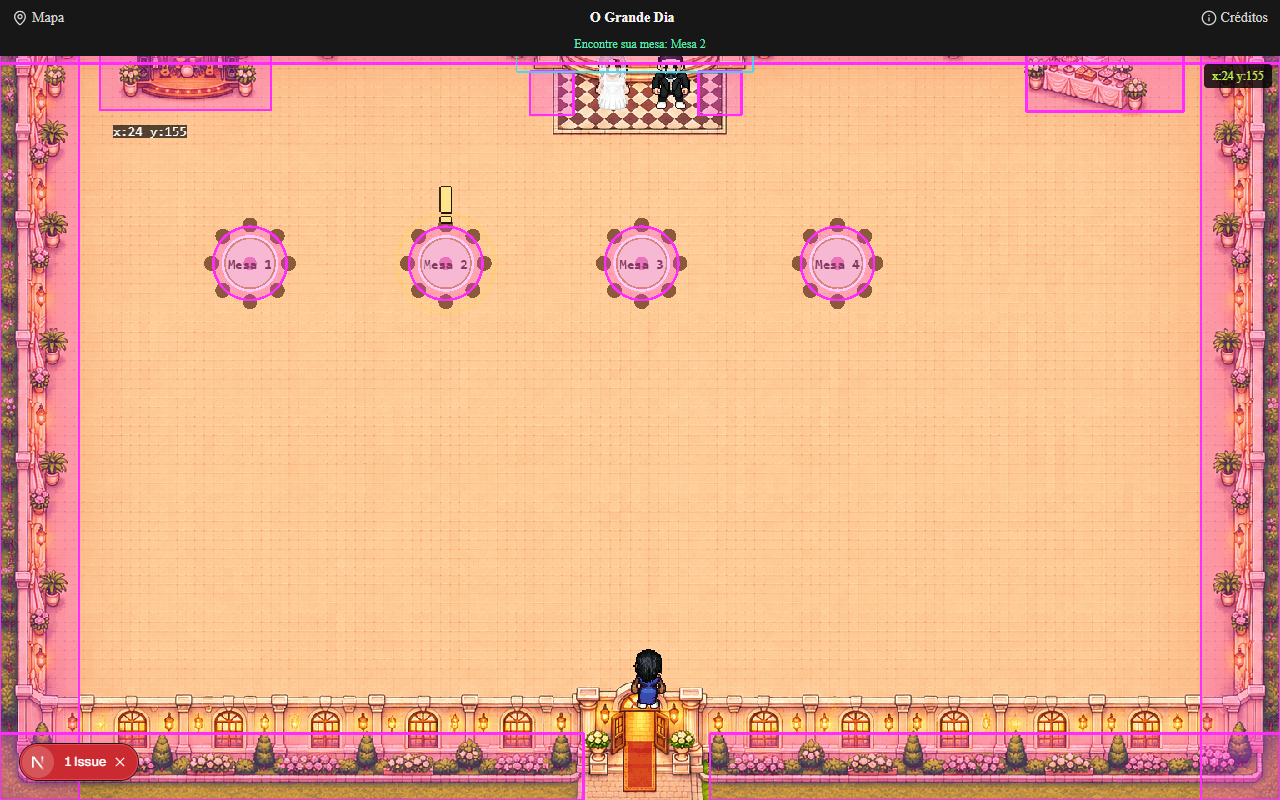 Mapa
O Grande Dia
Créditos
Encontre sua mesa: Mesa 2
x:24 y:155
x:24 y:155
Mesa 1
Mesa 2
Mesa 3
Mesa 4
N
1 Issue